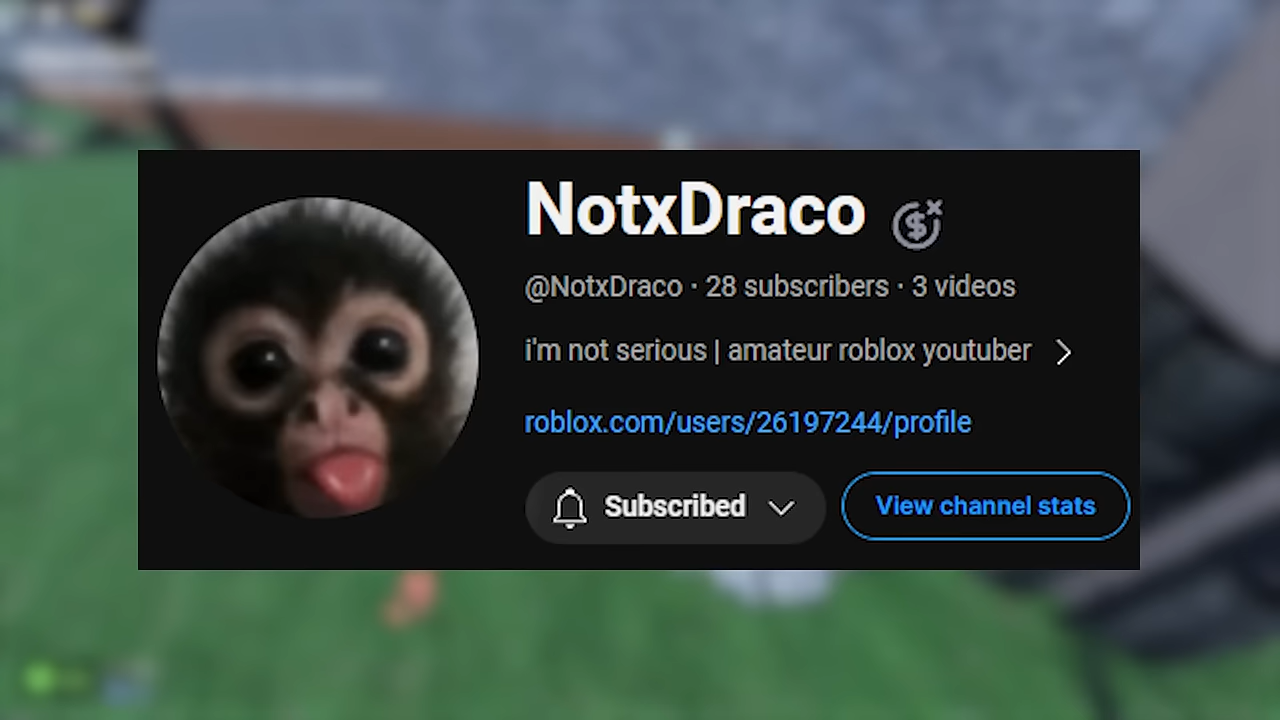 NotxDraco
@NotxDraco · 28 subscribers · 3 videos
i'm not serious | amateur roblox youtuber
roblox.com/users/26197244/profile
Subscribed
View channel stats